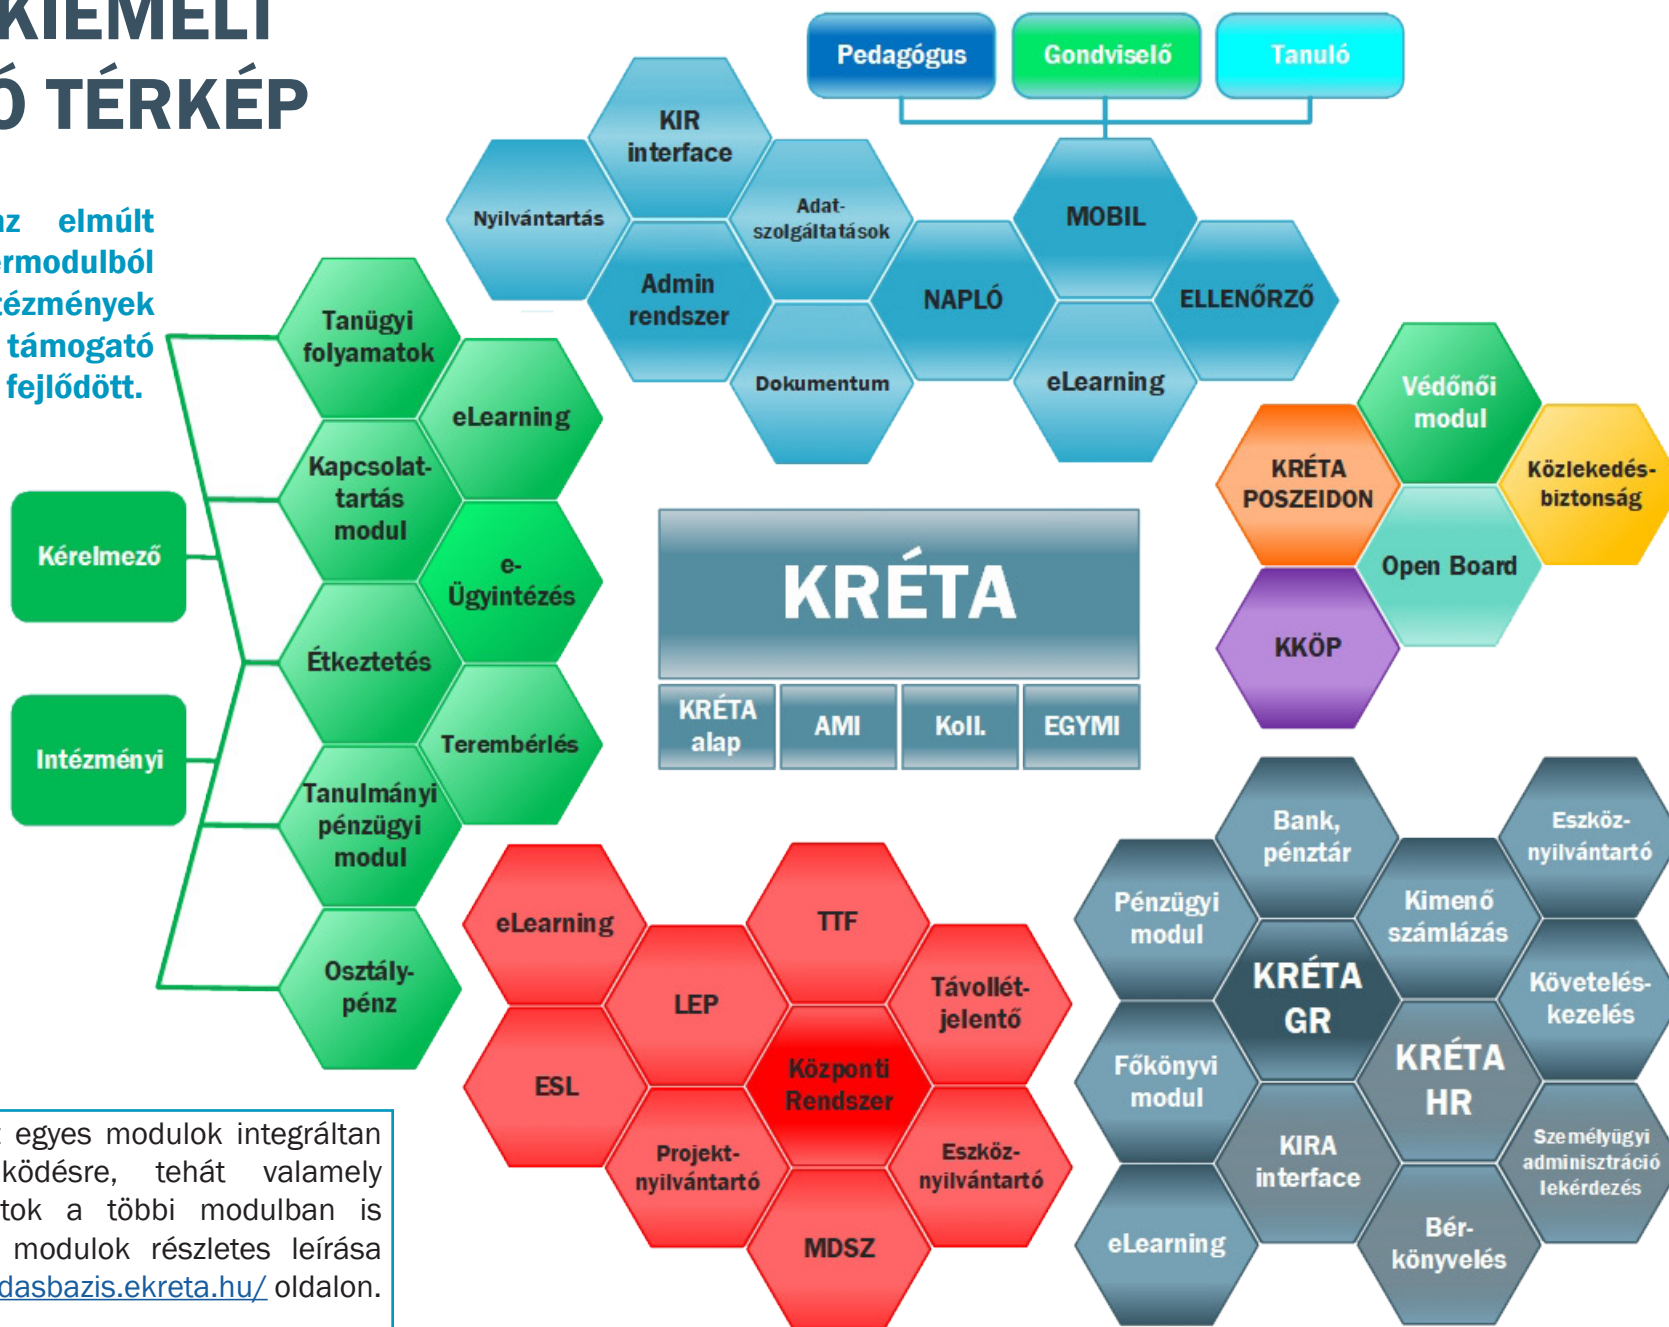 KIEMELT
Ó TÉRKÉP
az elmúlt
ermodulból
tézmények
támogató
fejlődött.
Pedagógus
Gondviselő
Tanuló
KIR
interface
Nyilvántartás
Adat-
szolgáltatások
MOBIL
Admin
rendszer
NAPLÓ
ELLENŐRZŐ
Dokumentum
eLearning
Tanügyi
folyamatok
eLearning
Kapcsolat-
tartás
modul
Kérelmező
e-
Ügyintézés
Étkeztetés
Intézményi
Terembérlés
Tanulmányi
pénzügyi
modul
Osztály-
pénz
KRÉTA
KRÉTA
alap
AMI
Koll.
EGYMI
Védőnői
modul
KRÉTA
POSZEIDON
Közlekedés-
biztonság
Open Board
KKÖP
eLearning
TTF
LEP
Távollét-
jelentő
ESL
Központi
Rendszer
Projekt-
nyilvántartó
Eszköz-
nyilvántartó
MDSZ
Bank,
pénztár
Eszköz-
nyilvántartó
Pénzügyi
modul
Kimenő
számlázás
KRÉTA
GR
Követelés-
kezelés
Főkönyvi
modul
KRÉTA
HR
KIRA
interface
Személyügyi
adminisztráció
lekérdezés
eLearning
Bér-
könyvelés
egyes modulok integráltan
ködésre, tehát valamely
tok a többi modulban is
modulok részletes leírása
dasbazis.ekreta.hu/ oldalon.